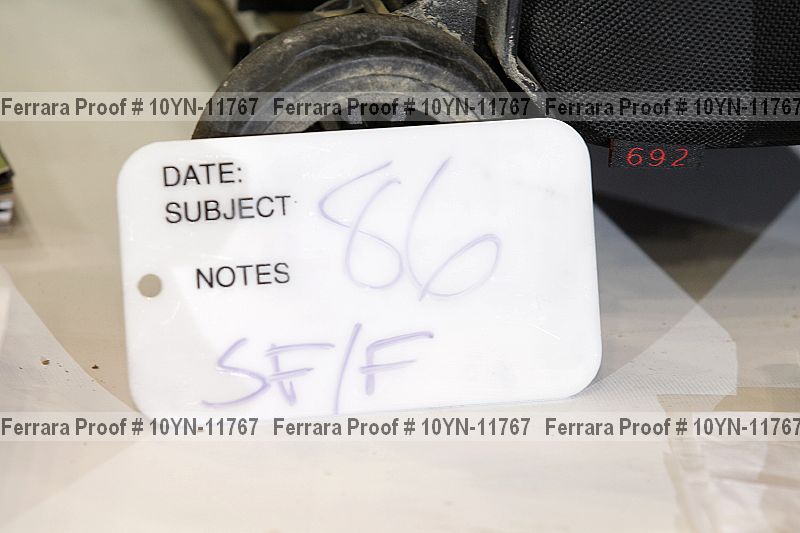 Ferrara Proof # 10YN-11767 Ferrara Proof # 10YN-11767 Ferrara Proof # 10YN-11767
692
DATE:
SUBJECT 86
NOTES
SF/F
Ferrara Proof # 10YN-11767 Ferrara Proof # 10YN-11767 Ferrara Proof # 10YN-11767